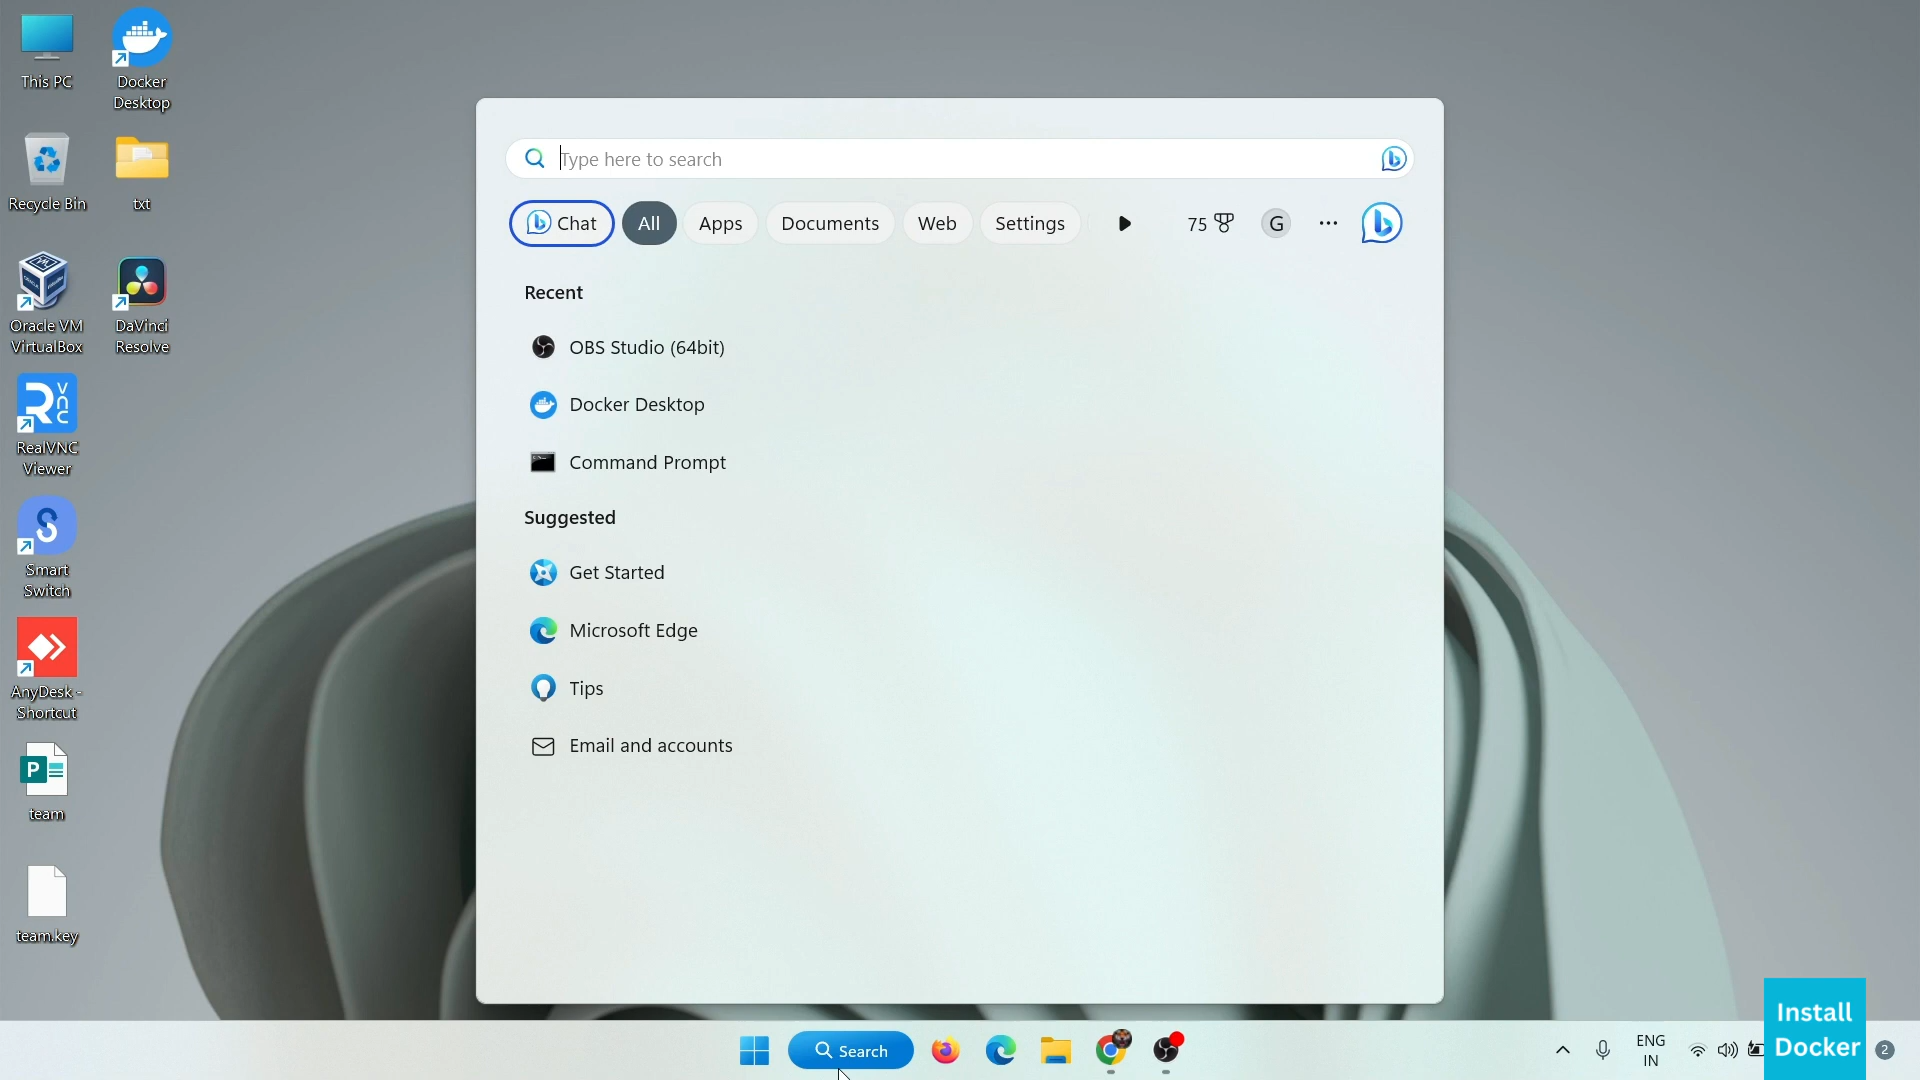 This PC
Docker
Desktop
Recycle Bin
txt
Oracle VM
VirtualBox
DaVinci
Resolve
RealVNC
Viewer
Smart
Switch
AnyDesk -
Shortcut
team
team.key
Type here to search
Chat
All
Apps
Documents
Web
Settings
75
G
Recent
OBS Studio (64bit)
Docker Desktop
Command Prompt
Suggested
Get Started
Microsoft Edge
Tips
Email and accounts
Search
ENG
IN
Install
Docker
2